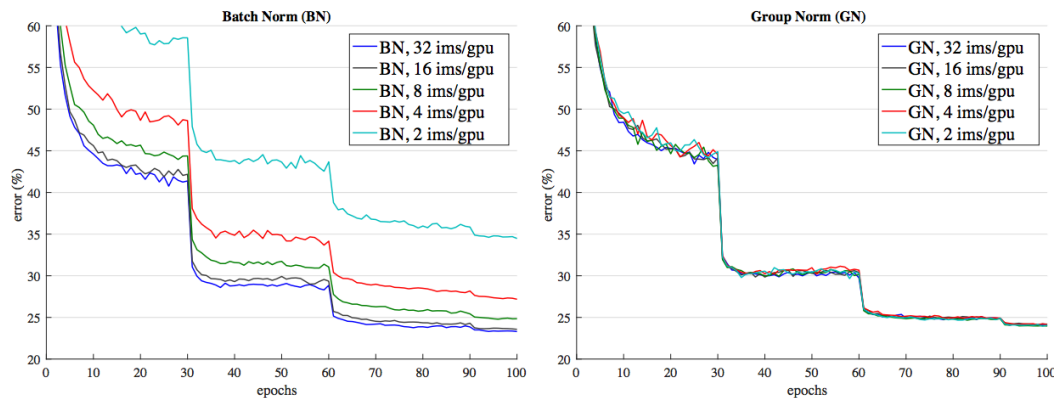 Batch Norm (BN)
60
55
50
45
40
35
30
25
20
error (%)
0 10 20 30 40 50 60 70 80 90 100
epochs
BN, 32 ims/gpu
BN, 16 ims/gpu
BN, 8 ims/gpu
BN, 4 ims/gpu
BN, 2 ims/gpu
Group Norm (GN)
60
55
50
45
40
35
30
25
20
error (%)
0 10 20 30 40 50 60 70 80 90 100
epochs
GN, 32 ims/gpu
GN, 16 ims/gpu
GN, 8 ims/gpu
GN, 4 ims/gpu
GN, 2 ims/gpu